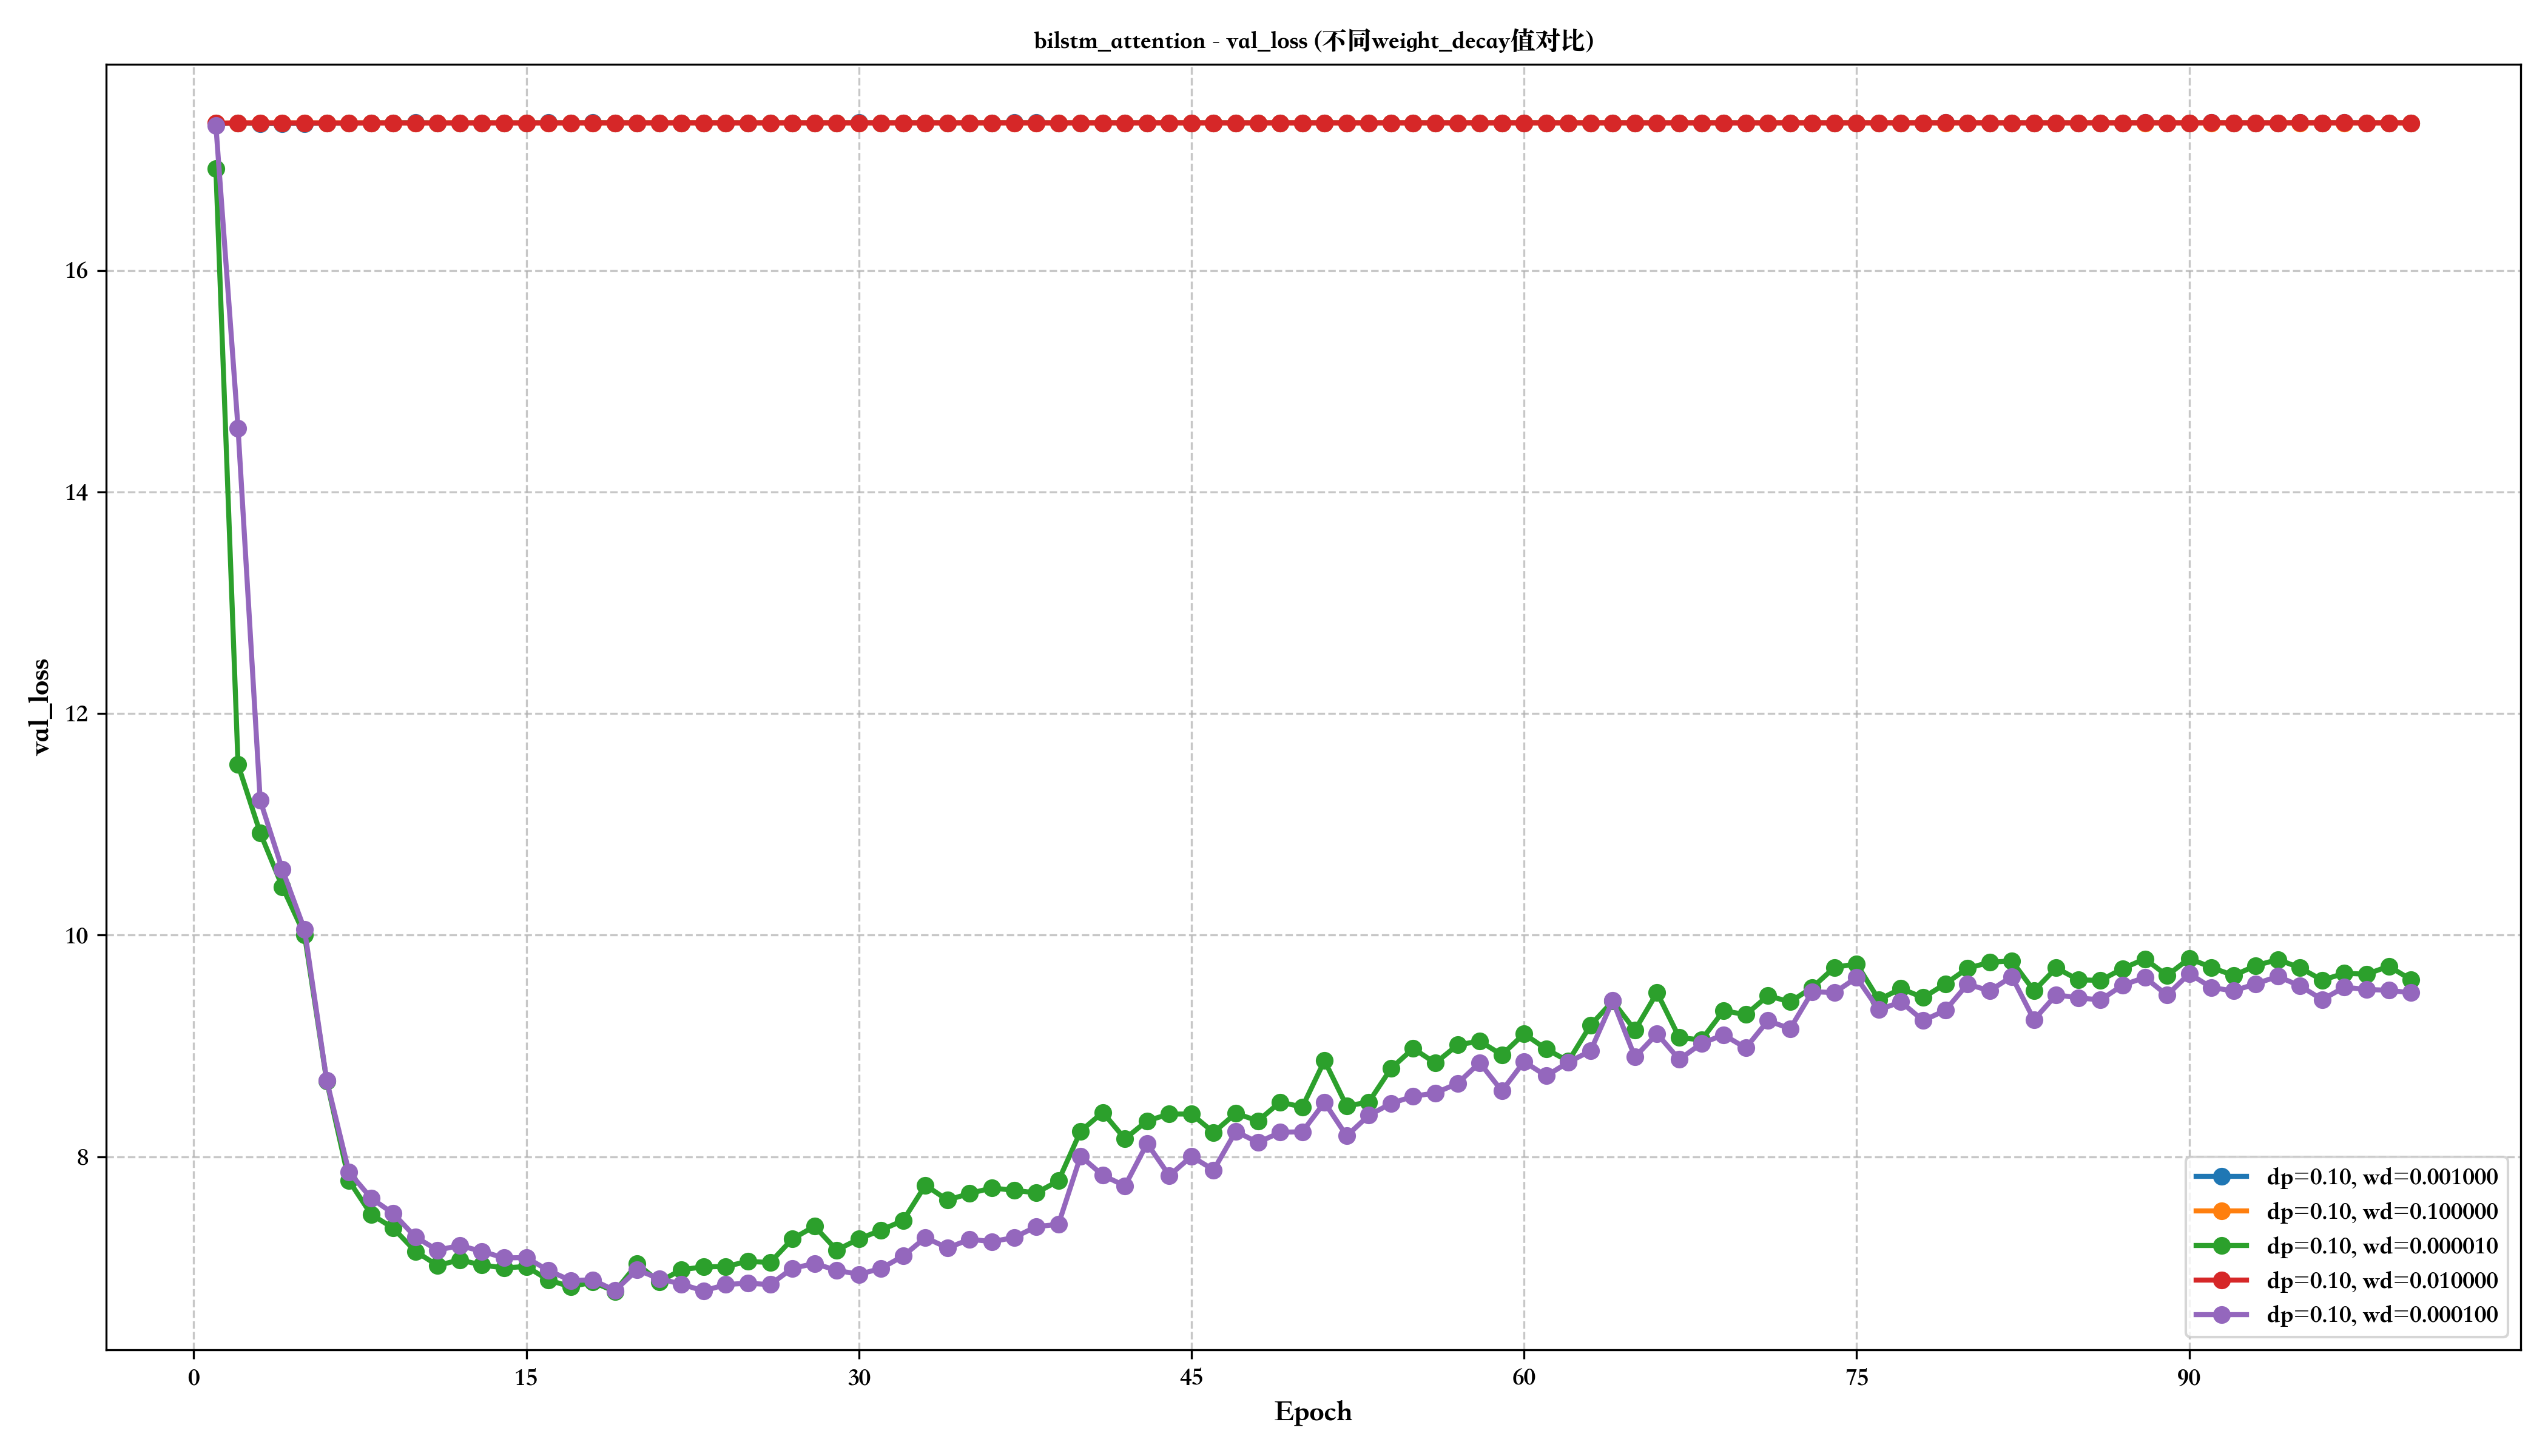 bilstm_attention - val_loss (不同weight_decay值对比)
val_loss
16
14
12
10
8
0 15 30 45 60 75 90
Epoch
dp=0.10, wd=0.001000
dp=0.10, wd=0.100000
dp=0.10, wd=0.000010
dp=0.10, wd=0.010000
dp=0.10, wd=0.000100